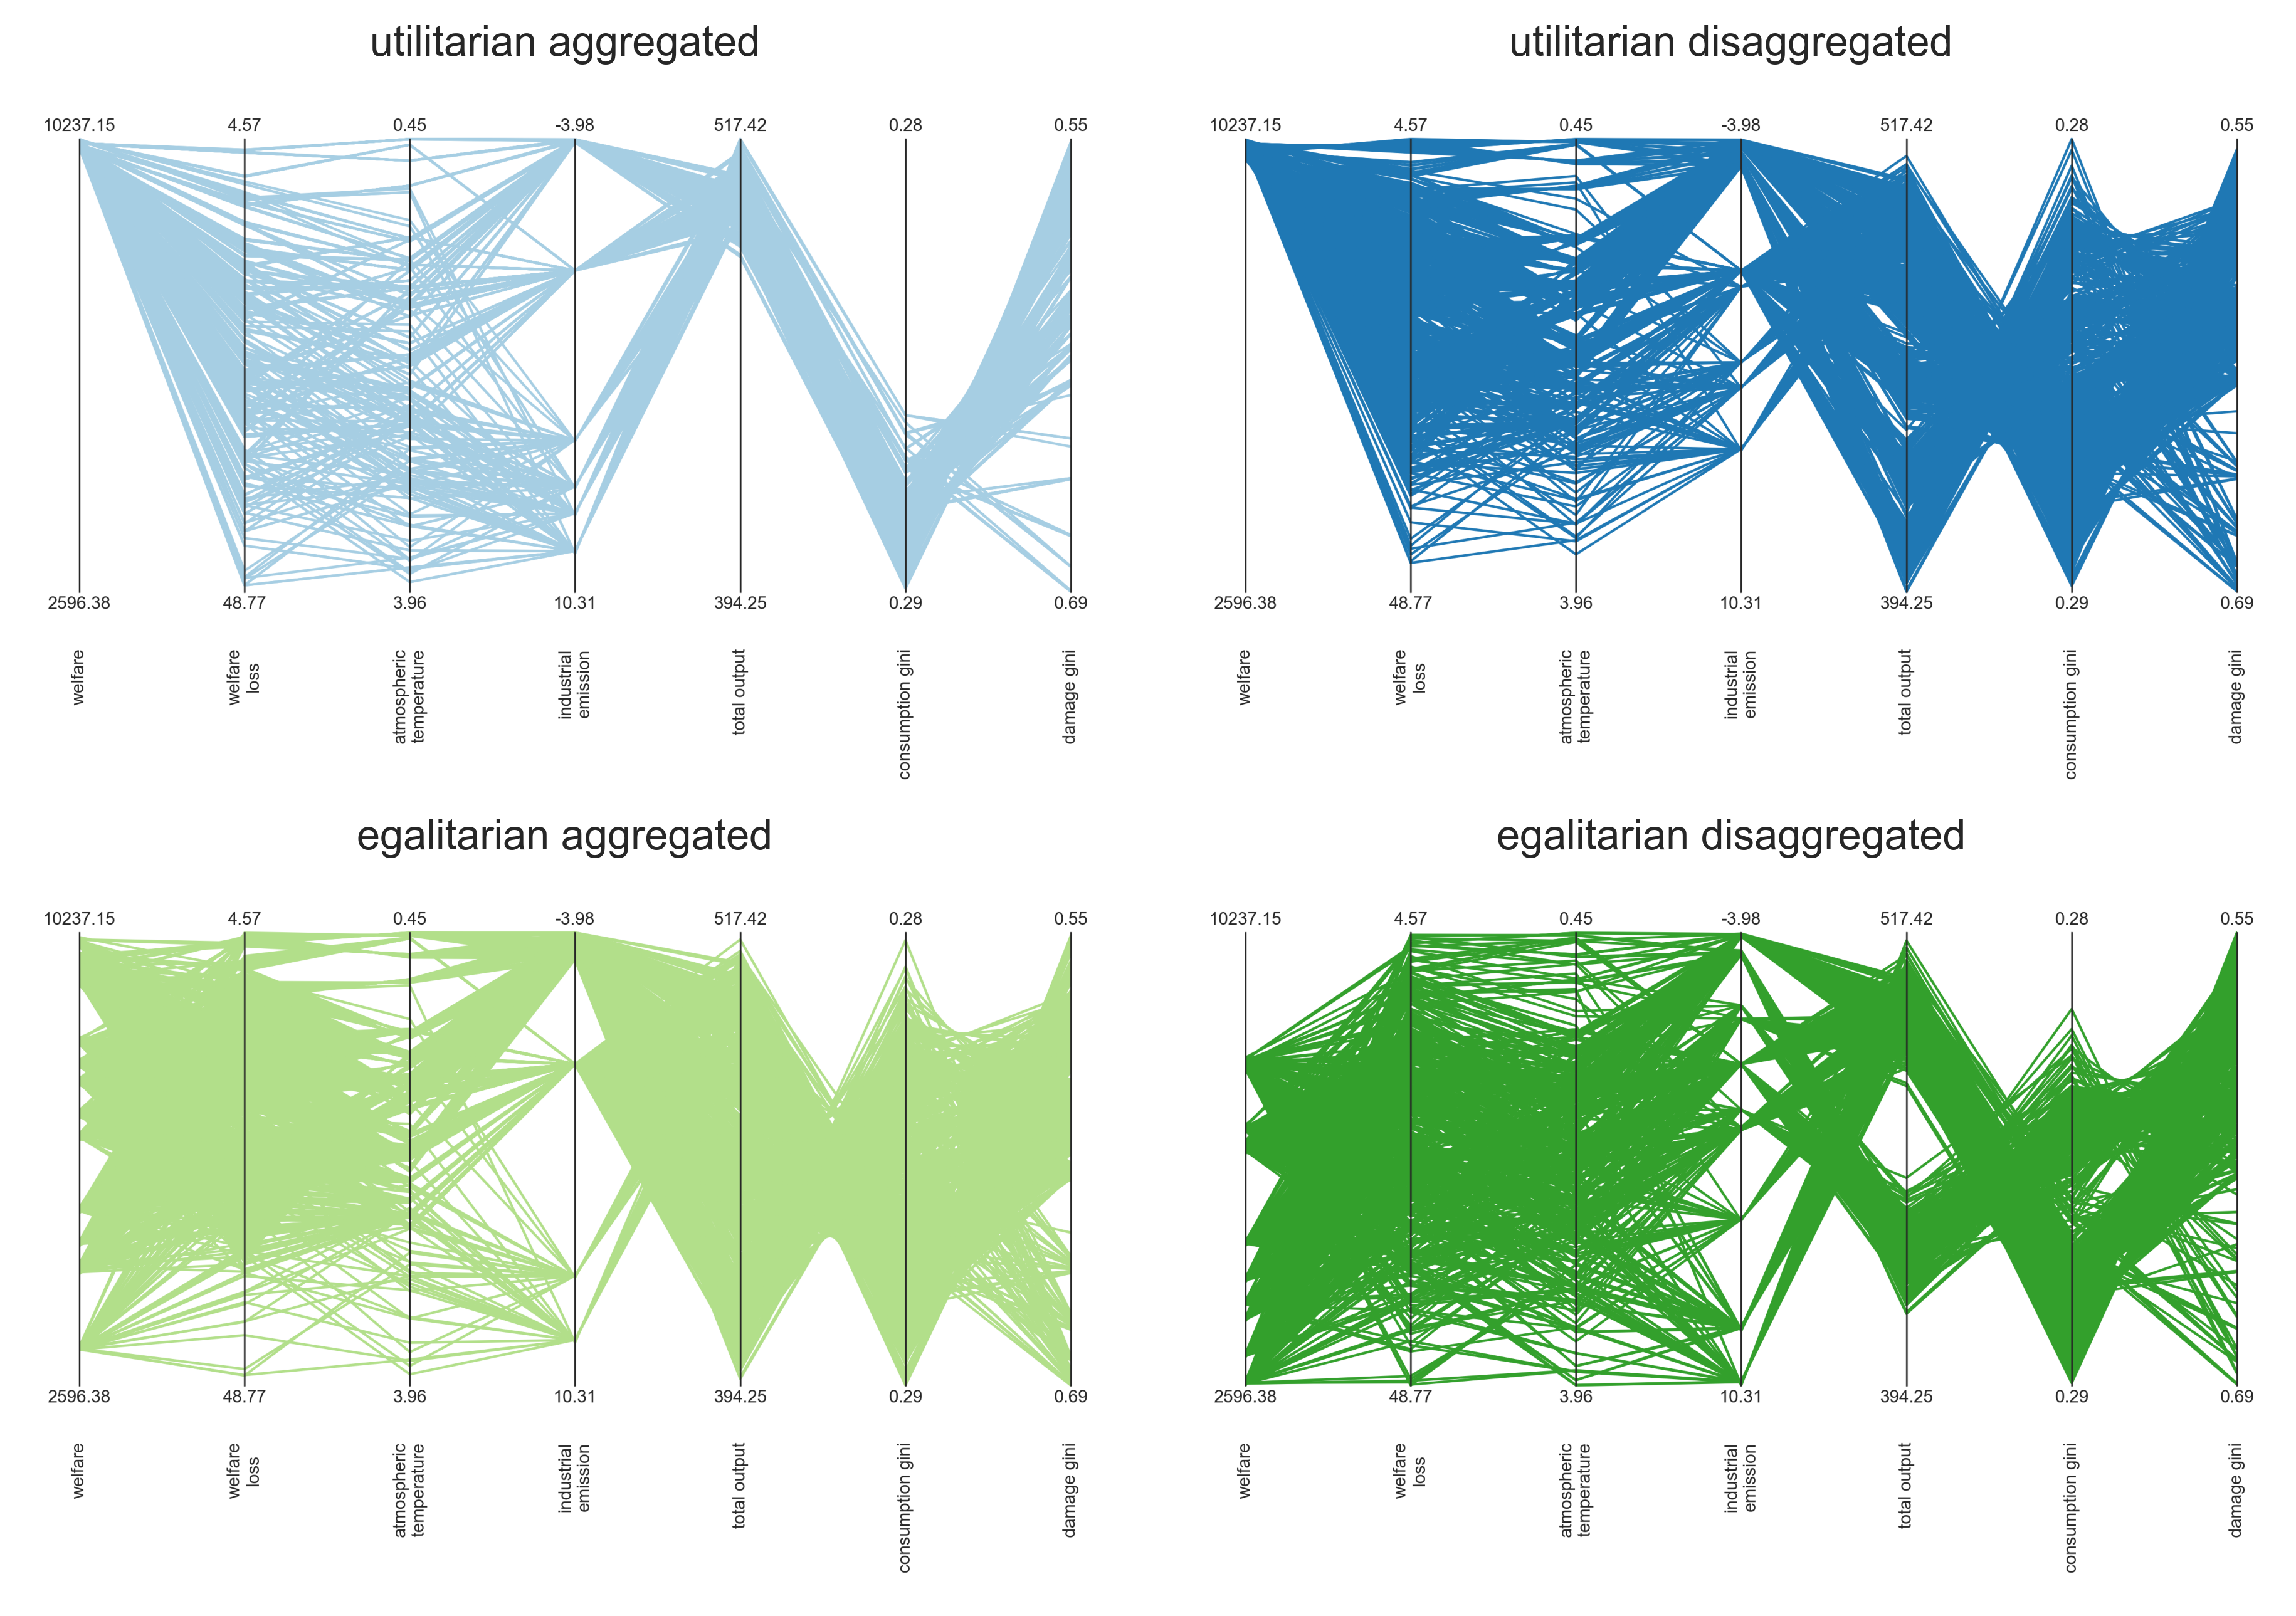 utilitarian aggregated
10237.15 4.57 0.45 -3.98 517.42 0.28 0.55
2596.38 48.77 3.96 10.31 394.25 0.29 0.69
welfare
welfare
loss
atmospheric
temperature
industrial
emission
total output
consumption gini
damage gini
utilitarian disaggregated
10237.15 4.57 0.45 -3.98 517.42 0.28 0.55
2596.38 48.77 3.96 10.31 394.25 0.29 0.69
welfare
welfare
loss
atmospheric
temperature
industrial
emission
total output
consumption gini
damage gini
egalitarian aggregated
10237.15 4.57 0.45 -3.98 517.42 0.28 0.55
2596.38 48.77 3.96 10.31 394.25 0.29 0.69
welfare
welfare
loss
atmospheric
temperature
industrial
emission
total output
consumption gini
damage gini
egalitarian disaggregated
10237.15 4.57 0.45 -3.98 517.42 0.28 0.55
2596.38 48.77 3.96 10.31 394.25 0.29 0.69
welfare
welfare
loss
atmospheric
temperature
industrial
emission
total output
consumption gini
damage gini